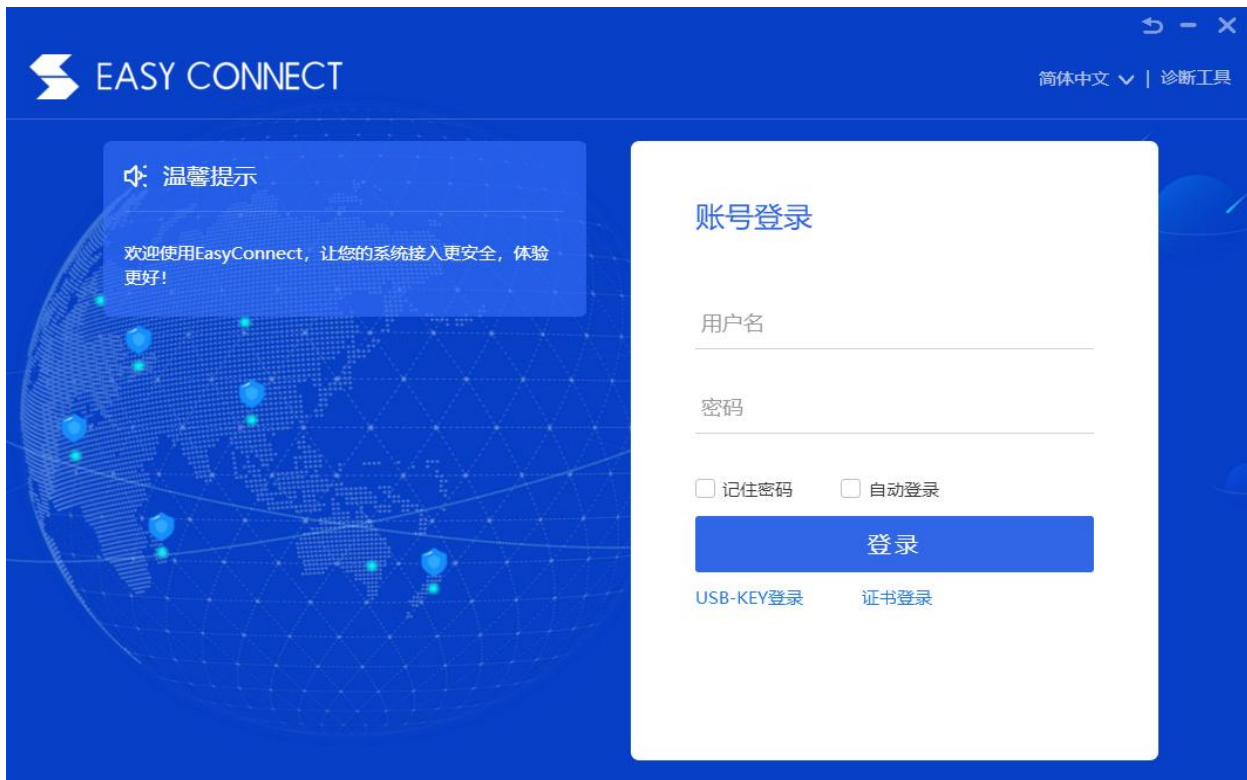 EASY CONNECT
简体中文 | 诊断工具
温馨提示
欢迎使用EasyConnect，让您的系统接入更安全，体验
更好！
账号登录
用户名
密码
记住密码 自动登录
登录
USB-KEY登录 证书登录